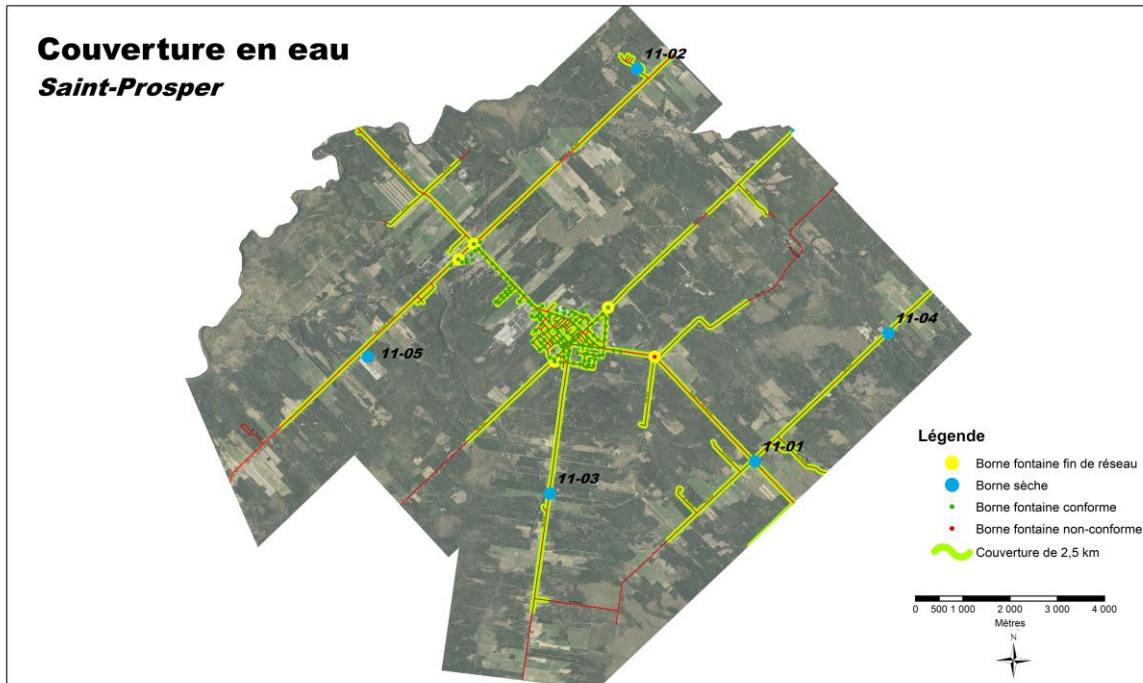 Couverture en eau
Saint-Prosper
11-02
11-04
11-05
11-01
11-03
Légende
Borne fontaine fin de réseau
Borne sèche
Borne fontaine conforme
Borne fontaine non-conforme
Couverture de 2,5 km
0 500 1 000 2 000 3 000 4 000
Mètres
N